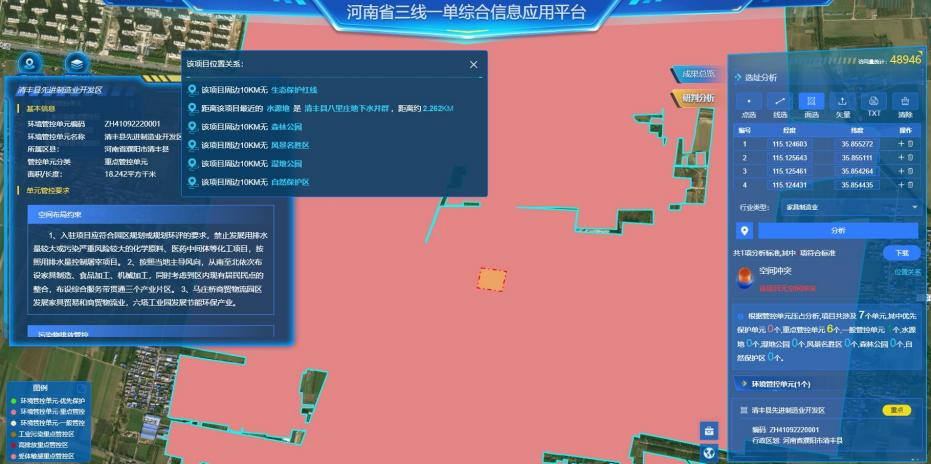 河南省三线一单综合信息应用平台
访问量统计: 48946
清丰县先进制造业开发区
基本信息
环境管控单元编码 ZH41092220001
环境管控单元名称 清丰县先进制造业开发区
所属区县: 河南省濮阳市清丰县
管控单元分类 重点管控单元
面积/长度: 18.242平方千米
单元管控要求
空间布局约束
1、入驻项目应符合园区规划或规划环评的要求，禁止发展用排水
量较大或污染严重风险较大的化学原料、医药中间体等化工项目，按
照用排水量控制屠宰项目。 2、按照当地主导风向，从南至北依次布
设家具制造、食品加工、机械加工，同时考虑到区内现有居民民点的
整合，布设综合服务带贯通三个产业片区。 3、马庄桥商贸物流园区
发展家具贸易和商贸物流业，六塔工业园发展节能环保产业。
污染物排放管控
图例
环境管控单元-优先保护
环境管控单元-重点管控
环境管控单元-一般管控
工业污染重点管控区
高排放重点管控区
受体敏感重点管控区
该项目位置关系:
该项目周边10KM无 生态保护红线
距离该项目最近的 水源地 是 清丰县八里庄地下水井群 , 距离约 2.262KM
该项目周边10KM无 森林公园
该项目周边10KM无 风景名胜区
该项目周边10KM无 湿地公园
该项目周边10KM无 自然保护区
成果总览
研判分析
选址分析
点选 线选 面选 矢量 TXT 清除
编号 经度 纬度 操作
1 115.124603 35.855272
2 115.125643 35.855111
3 115.125461 35.854264
4 115.124431 35.854435
行业类型: 家具制造业
分析
共1项分析标准,其中 项符合标准
下载
空间冲突
位置关系
该项目无空间冲突
根据管控单元压占分析,项目共涉及7个单元,其中优
先保护单元0个,重点管控单元6个,一般管控单元1个,水源
地0个,湿地公园0个,风景名胜区0个,森林公园0个,自
然保护区0个。
环境管控单元(1个)
清丰县先进制造业开发区 重点
编码: ZH41092220001
行政区划: 河南省濮阳市清丰县